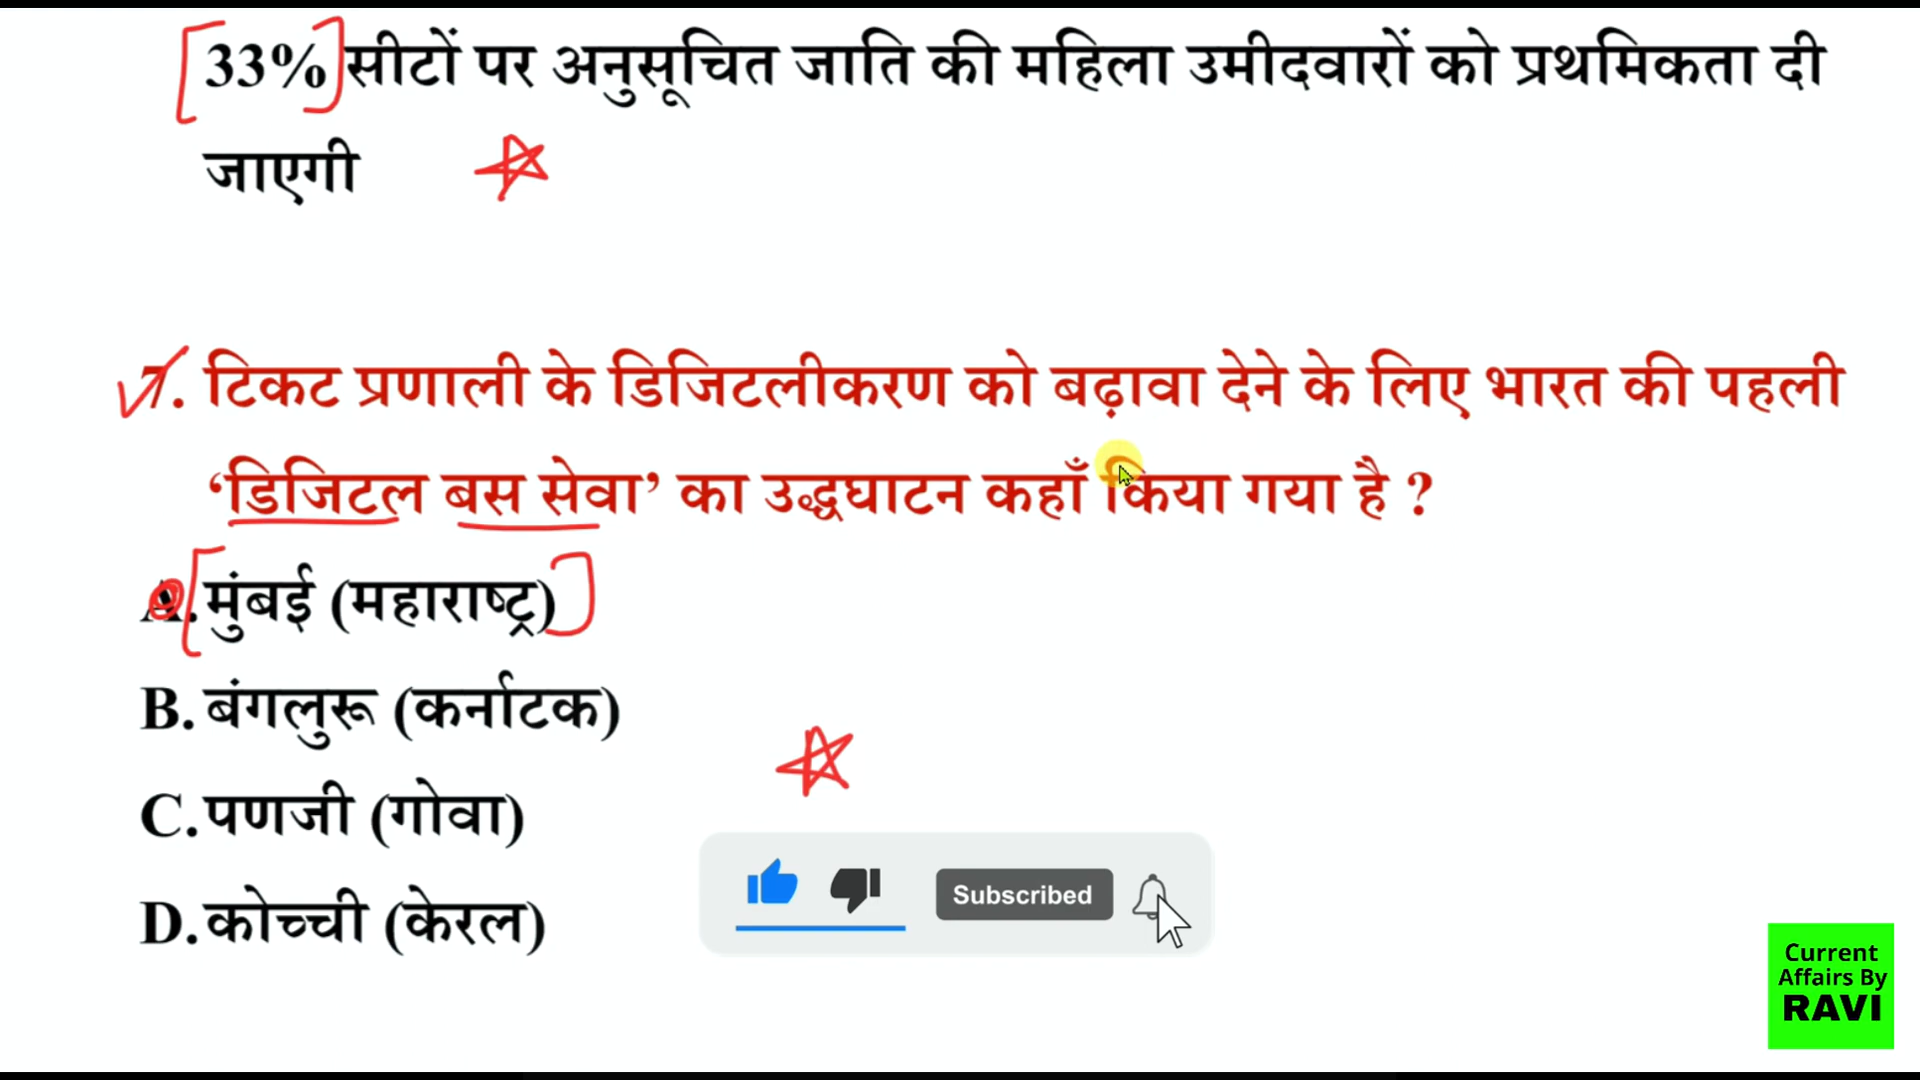 33% सीटों पर अनुसूचित जाति की महिला उमीदवारों को प्रथमिकता दी
जाएगी
7. टिकट प्रणाली के डिजिटलीकरण को बढ़ावा देने के लिए भारत की पहली
‘डिजिटल बस सेवा’ का उद्धघाटन कहाँ किया गया है ?
A. मुंबई (महाराष्ट्र)
B. बंगलुरू (कर्नाटक)
C. पणजी (गोवा)
D. कोच्ची (केरल)
Subscribed
Current
Affairs By
RAVI